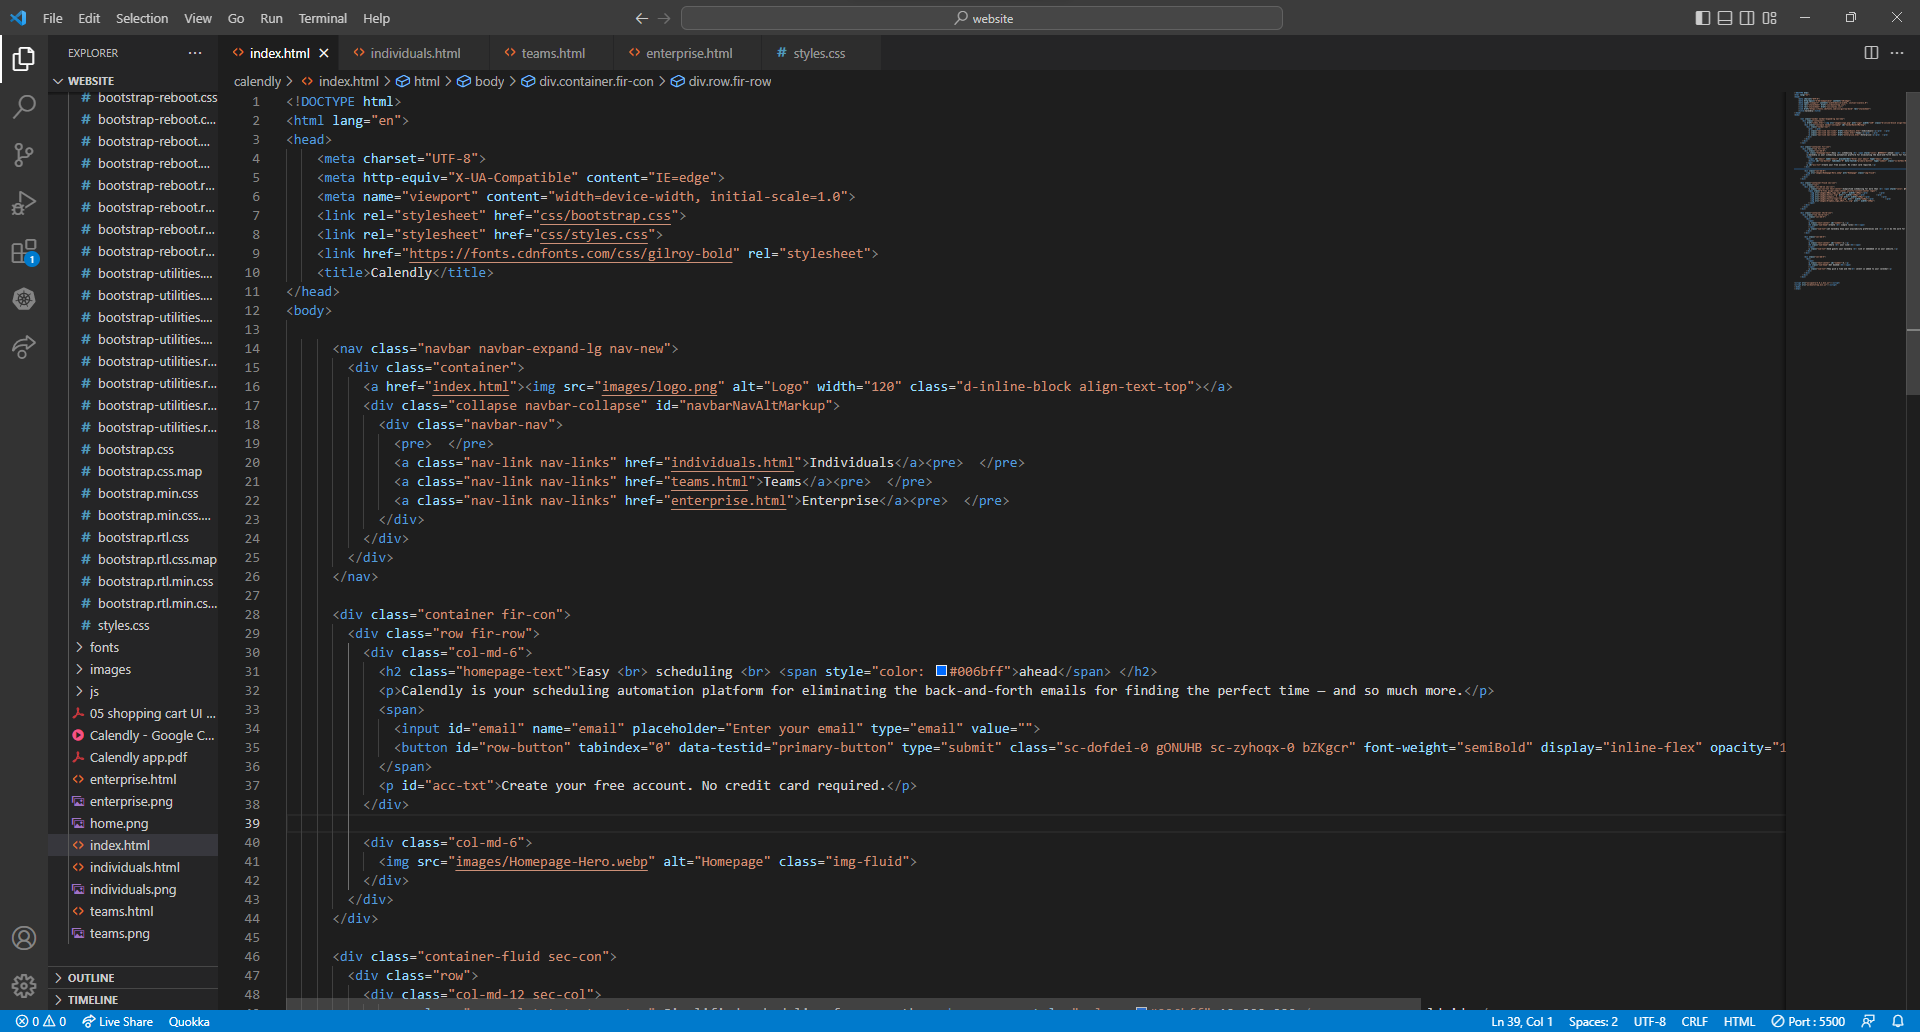 File Edit Selection View Go Run Terminal Help
website
EXPLORER
index.html
individuals.html
teams.html
enterprise.html
# styles.css
WEBSITE
calendly > index.html > html > body > div.container.fir-con > div.row.fir-row
# bootstrap-reboot.css
# bootstrap-reboot.c...
# bootstrap-reboot....
# bootstrap-reboot....
# bootstrap-reboot.r...
# bootstrap-reboot.r...
# bootstrap-reboot.r...
# bootstrap-reboot.r...
# bootstrap-utilities....
# bootstrap-utilities....
# bootstrap-utilities....
# bootstrap-utilities....
# bootstrap-utilities.r...
# bootstrap-utilities.r...
# bootstrap-utilities.r...
# bootstrap-utilities.r...
# bootstrap.css
# bootstrap.css.map
# bootstrap.min.css
# bootstrap.min.css....
# bootstrap.rtl.css
# bootstrap.rtl.css.map
# bootstrap.rtl.min.css
# bootstrap.rtl.min.cs...
# styles.css
fonts
images
js
05 shopping cart UI ...
Calendly - Google C...
Calendly app.pdf
enterprise.html
enterprise.png
home.png
index.html
individuals.html
individuals.png
teams.html
teams.png
OUTLINE
TIMELINE
1
1 <!DOCTYPE html>
2 <html lang="en">
3 <head>
4 <meta charset="UTF-8">
5 <meta http-equiv="X-UA-Compatible" content="IE=edge">
6 <meta name="viewport" content="width=device-width, initial-scale=1.0">
7 <link rel="stylesheet" href="css/bootstrap.css">
8 <link rel="stylesheet" href="css/styles.css">
9 <link href="https://fonts.cdnfonts.com/css/gilroy-bold" rel="stylesheet">
10 <title>Calendly</title>
11 </head>
12 <body>
13
14 <nav class="navbar navbar-expand-lg nav-new">
15 <div class="container">
16 <a href="index.html"><img src="images/logo.png" alt="Logo" width="120" class="d-inline-block align-text-top"></a>
17 <div class="collapse navbar-collapse" id="navbarNavAltMarkup">
18 <div class="navbar-nav">
19 <pre>  </pre>
20 <a class="nav-link nav-links" href="individuals.html">Individuals</a><pre>  </pre>
21 <a class="nav-link nav-links" href="teams.html">Teams</a><pre>  </pre>
22 <a class="nav-link nav-links" href="enterprise.html">Enterprise</a><pre>  </pre>
23 </div>
24 </div>
25 </div>
26 </nav>
27
28 <div class="container fir-con">
29 <div class="row fir-row">
30 <div class="col-md-6">
31 <h2 class="homepage-text">Easy <br> scheduling <br> <span style="color: #006bff">ahead</span> </h2>
32 <p>Calendly is your scheduling automation platform for eliminating the back-and-forth emails for finding the perfect time — and so much more.</p>
33 <span>
34 <input id="email" name="email" placeholder="Enter your email" type="email" value="">
35 <button id="row-button" tabindex="0" data-testid="primary-button" type="submit" class="sc-dofdei-0 gONUHB sc-zyhoqx-0 bZKgcr" font-weight="semiBold" display="inline-flex" opacity="1
36 </span>
37 <p id="acc-txt">Create your free account. No credit card required.</p>
38 </div>
39
40 <div class="col-md-6">
41 <img src="images/Homepage-Hero.webp" alt="Homepage" class="img-fluid">
42 </div>
43 </div>
44 </div>
45
46 <div class="container-fluid sec-con">
47 <div class="row">
48 <div class="col-md-12 sec-col">
0 0 Live Share Quokka Ln 39, Col 1 Spaces: 2 UTF-8 CRLF HTML Port : 5500